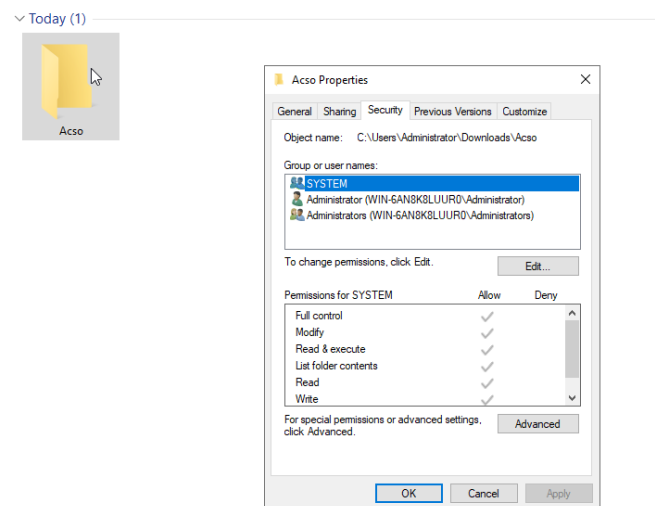 Today (1)
Acso
Acso Properties
General Sharing Security Previous Versions Customize
Object name: C:\Users\Administrator\Downloads\Acso
Group or user names:
SYSTEM
Administrator (WIN-6AN8K8LUUR0\Administrator)
Administrators (WIN-6AN8K8LUUR0\Administrators)
To change permissions, click Edit.
Edit...
Permissions for SYSTEM Allow Deny
Full control
Modify
Read & execute
List folder contents
Read
Write
For special permissions or advanced settings,
click Advanced.
Advanced
OK Cancel Apply